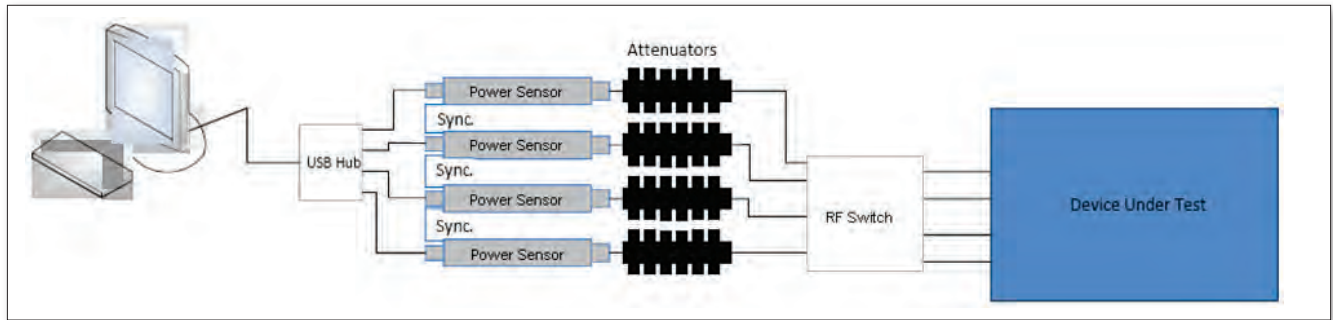 Attenuators
Power Sensor
Sync.
Power Sensor
Sync.
Power Sensor
Sync.
Power Sensor
USB Hub
RF Switch
Device Under Test